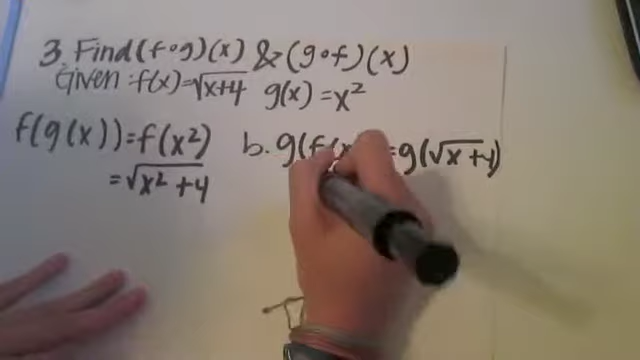 3. Find (f∘g)(x) & (g∘f)(x)
Given: f(x)=√x+4 g(x)=x²
f(g(x))=f(x²)
=√x²+4
b. g(f(x =g(√x+4)